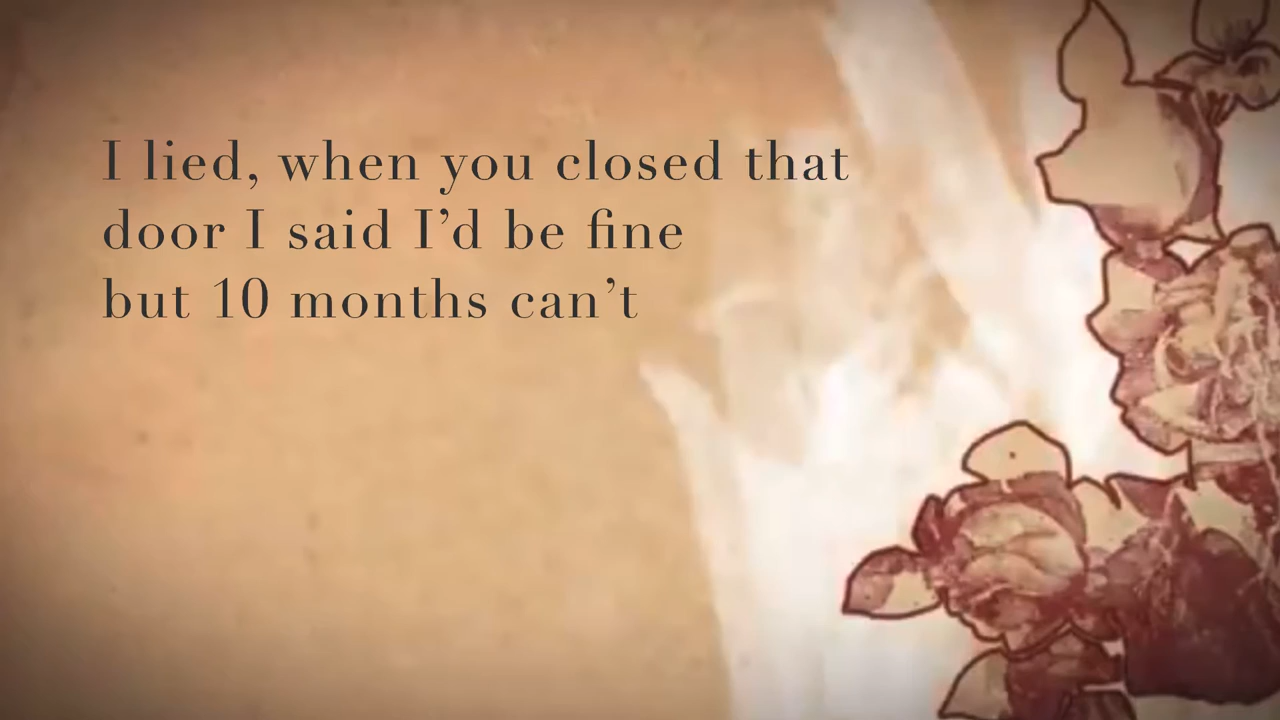 I lied, when you closed that
door I said I’d be fine
but 10 months can’t